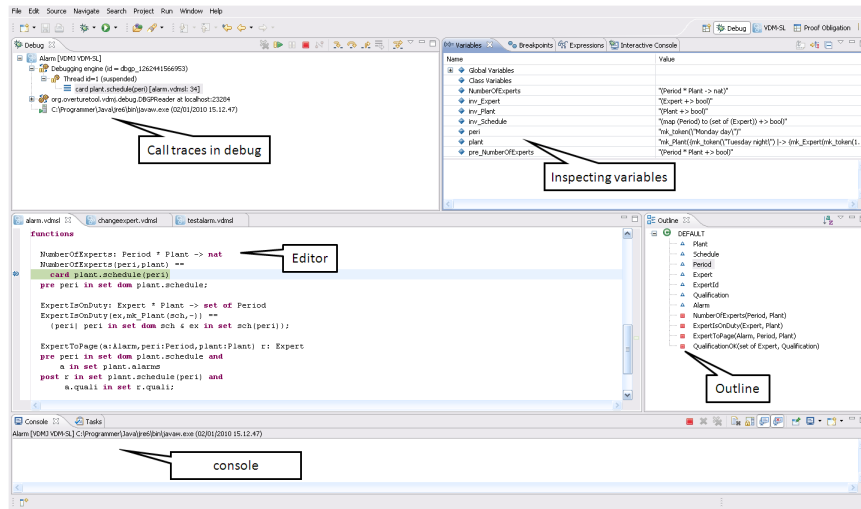 File Edit Source Navigate Search Project Run Window Help
Debug VDM-SL Proof Obligation
Debug
Alarm [VDMJ VDM-SL]
Debugging engine (id = dbgp_1262441566953)
Thread id=1 (suspended)
card plant.schedule(peri) [alarm.vdmsl: 34]
org.overturetool.vdmj.debug.DBGPReader at localhost:23284
C:\Programmer\Java\jre6\bin\javaw.exe (02/01/2010 15.12.47)
Call traces in debug
Variables Breakpoints Expressions Interactive Console
Name Value
Global Variables
Class Variables
NumberOfExperts "(Period * Plant -> nat)"
inv_Expert "(Expert +> bool)"
inv_Plant "(Plant +> bool)"
inv_Schedule "(map (Period) to (set of (Expert)) +> bool)"
peri "mk_token(\"Monday day\")"
plant "mk_Plant({mk_token(\"Tuesday night\") |-> {mk_Expert(mk_token(1.
pre_NumberOfExperts "(Period * Plant +> bool)"
Inspecting variables
alarm.vdmsl changeexpert.vdmsl testalarm.vdmsl
functions
NumberOfExperts: Period * Plant -> nat
NumberOfExperts(peri,plant) ==
card plant.schedule(peri)
pre peri in set dom plant.schedule;
ExpertIsOnDuty: Expert * Plant -> set of Period
ExpertIsOnDuty(ex,mk_Plant(sch,-)) ==
{peri| peri in set dom sch & ex in set sch(peri)};
ExpertToPage(a:Alarm,peri:Period,plant:Plant) r: Expert
pre peri in set dom plant.schedule and
a in set plant.alarms
post r in set plant.schedule(peri) and
a.quali in set r.quali;
Editor
Outline
DEFAULT
Plant
Schedule
Period
Expert
ExpertId
Qualification
Alarm
NumberOfExperts(Period, Plant)
ExpertIsOnDuty(Expert, Plant)
ExpertToPage(Alarm, Period, Plant)
QualificationOK(set of Expert, Qualification)
Outline
Console Tasks
Alarm [VDMJ VDM-SL] C:\Programmer\Java\jre6\bin\javaw.exe (02/01/2010 15.12.47)
console